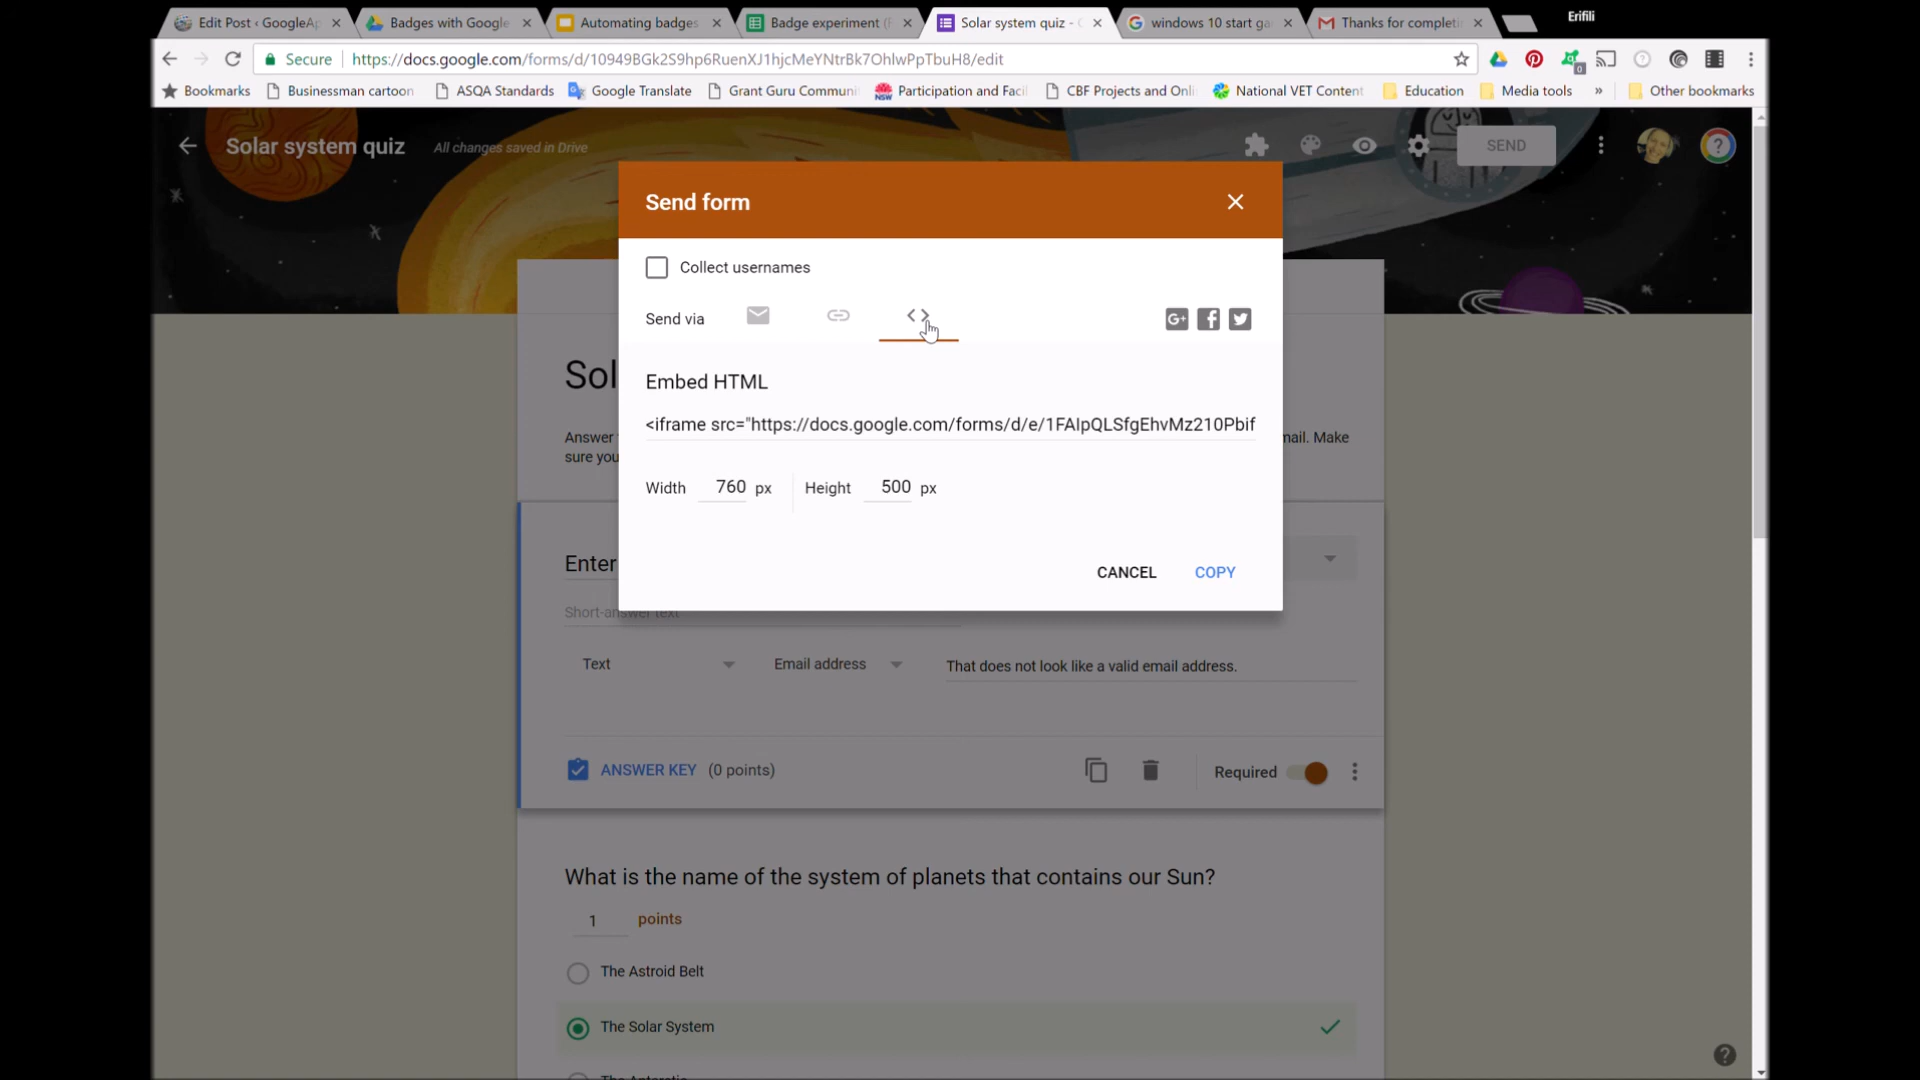 Erifili
Edit Post ‹ GoogleAp
Badges with Google
Automating badges
Badge experiment (
Solar system quiz -
windows 10 start ga
Thanks for completi
Secure
https://docs.google.com/forms/d/10949BGk2S9hp6RuenXJ1hjcMeYNtrBk7OhlwPpTbuH8/edit
0
Bookmarks
Businessman cartoon
ASQA Standards
Google Translate
Grant Guru Communi
NSW
Participation and Faci
CBF Projects and Onli
National VET Content
Education
Media tools
»
Other bookmarks
Solar system quiz
All changes saved in Drive
SEND
Send form
Collect usernames
Send via
G+
Embed HTML
<iframe src="https://docs.google.com/forms/d/e/1FAIpQLSfgEhvMz210Pbif
Width 760 px
Height 500 px
CANCEL
COPY
Sol
Answer
mail. Make
sure you
Enter
Short-answer text
Text
Email address
That does not look like a valid email address.
ANSWER KEY (0 points)
Required
What is the name of the system of planets that contains our Sun?
1 points
The Astroid Belt
The Solar System